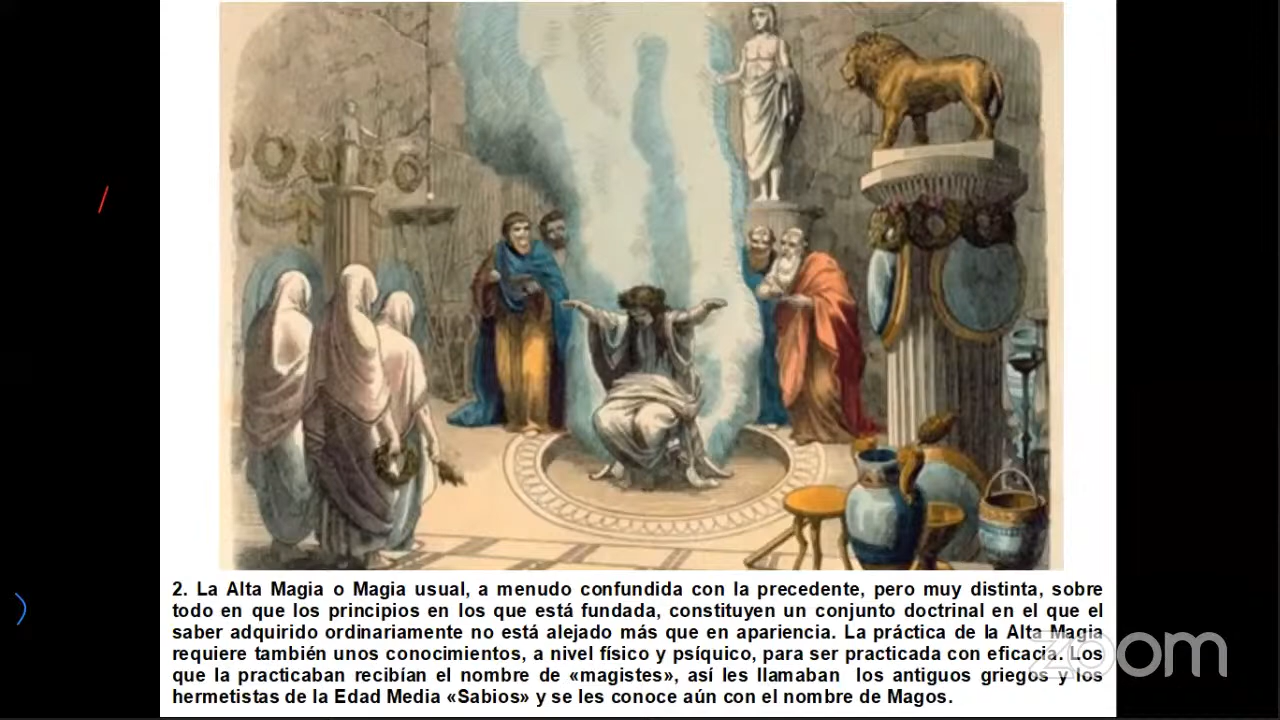 2. La Alta Magia o Magia usual, a menudo confundida con la precedente, pero muy distinta, sobre
todo en que los principios en los que está fundada, constituyen un conjunto doctrinal en el que el
saber adquirido ordinariamente no está alejado más que en apariencia. La práctica de la Alta Magia
requiere también unos conocimientos, a nivel físico y psíquico, para ser practicada con eficacia. Los
que la practicaban recibían el nombre de «magistes», así les llamaban los antiguos griegos y los
hermetistas de la Edad Media «Sabios» y se les conoce aún con el nombre de Magos.
zoom